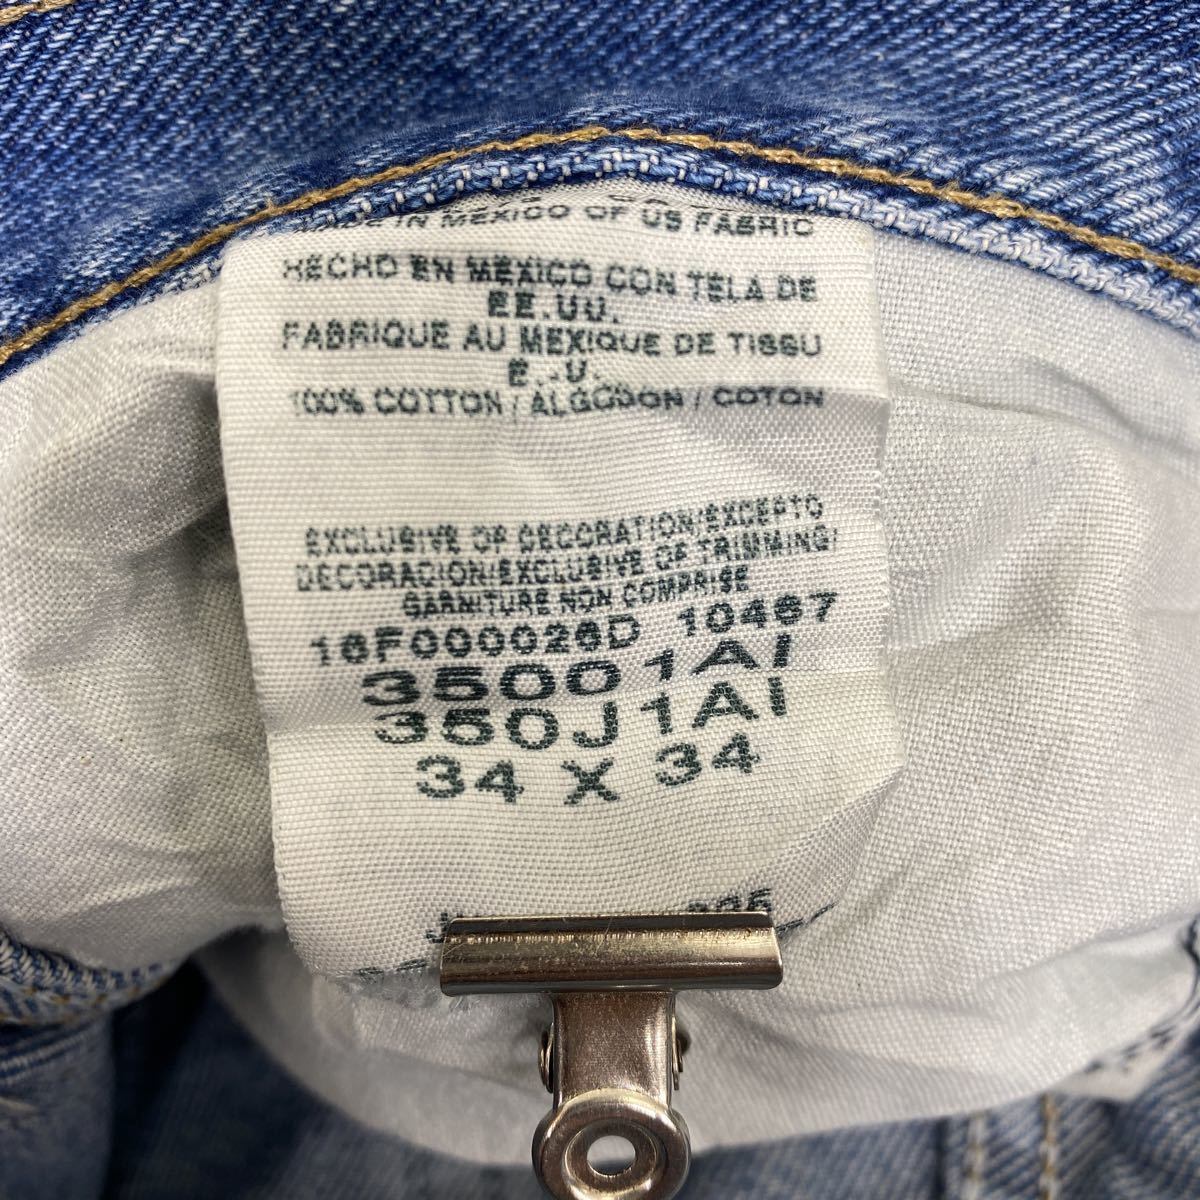 MADE IN MEXICO OF US FABRIC
HECHO EN MEXICO CON TELA DE
EE.UU.
FABRIQUE AU MEXIQUE DE TISSU
E.-U.
100% COTTON / ALGODON / COTON
EXCLUSIVE OF DECORATION/EXCEPTO
DECORACION/EXCLUSIVE OF TRIMMING/
GARNITURE NON COMPRISE
16F000026D 10467
35001AI
350J1AI
34 X 34